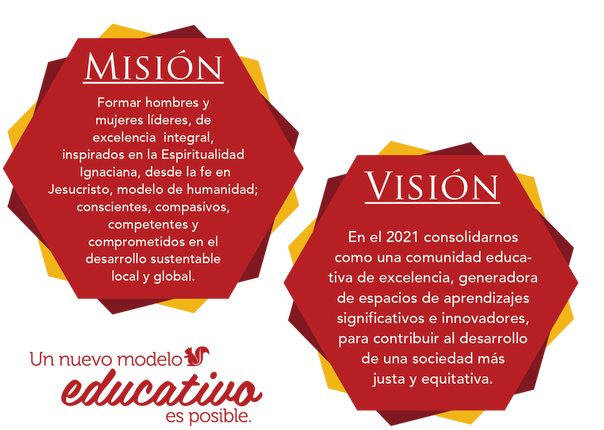 MISIÓN
Formar hombres y
mujeres líderes, de
excelencia integral,
inspirados en la Espiritualidad
Ignaciana, desde la fe en
Jesucristo, modelo de humanidad;
conscientes, compasivos,
competentes y
comprometidos en el
desarrollo sustentable
local y global.
VISIÓN
En el 2021 consolidarnos
como una comunidad educa-
tiva de excelencia, generadora
de espacios de aprendizajes
significativos e innovadores,
para contribuir al desarrollo
de una sociedad más
justa y equitativa.
Un nuevo modelo
educativo
es posible.